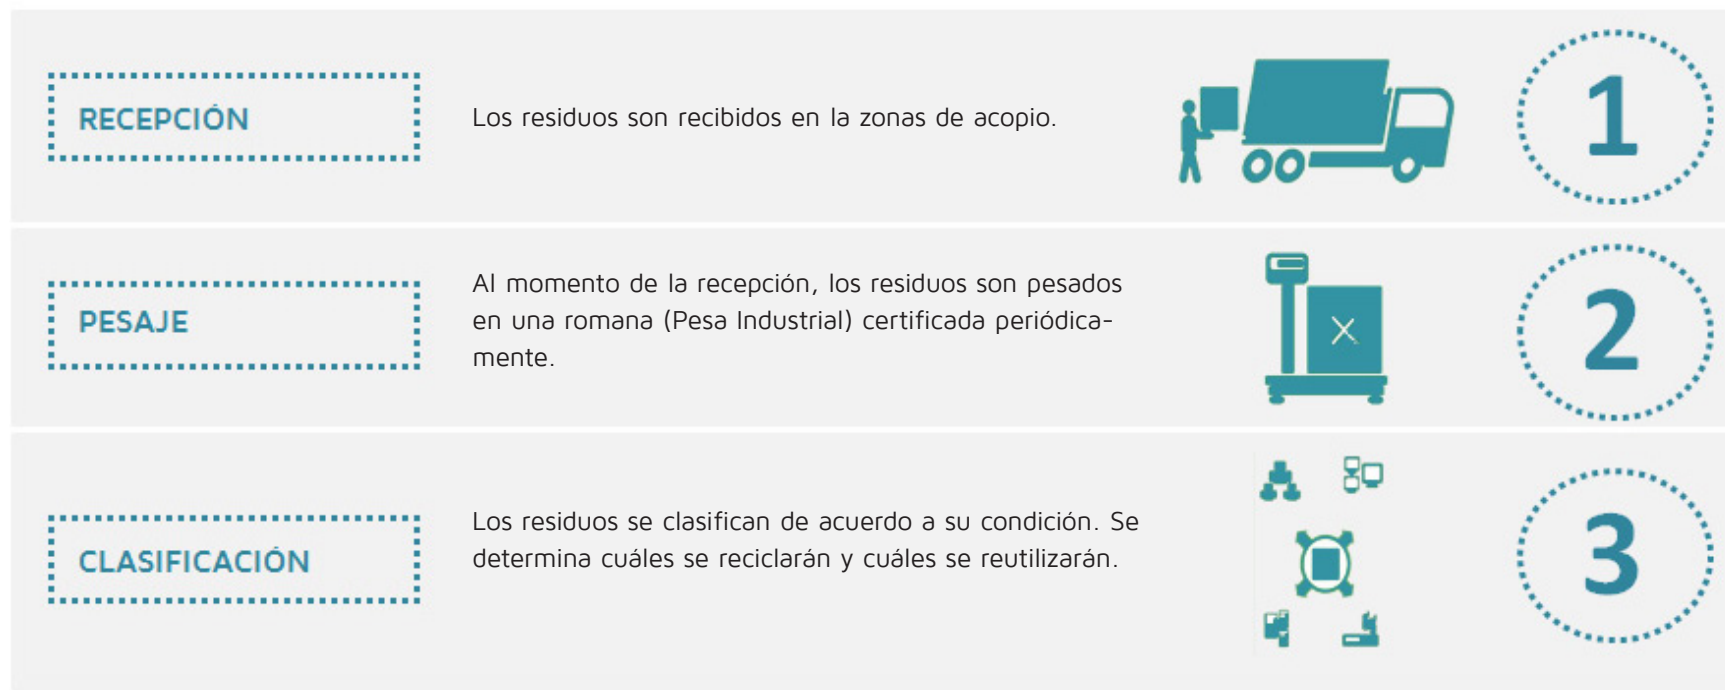 RECEPCIÓN
Los residuos son recibidos en la zonas de acopio.
1
PESAJE
Al momento de la recepción, los residuos son pesados
en una romana (Pesa Industrial) certificada periódica-
mente.
2
CLASIFICACIÓN
Los residuos se clasifican de acuerdo a su condición. Se
determina cuáles se reciclarán y cuáles se reutilizarán.
3